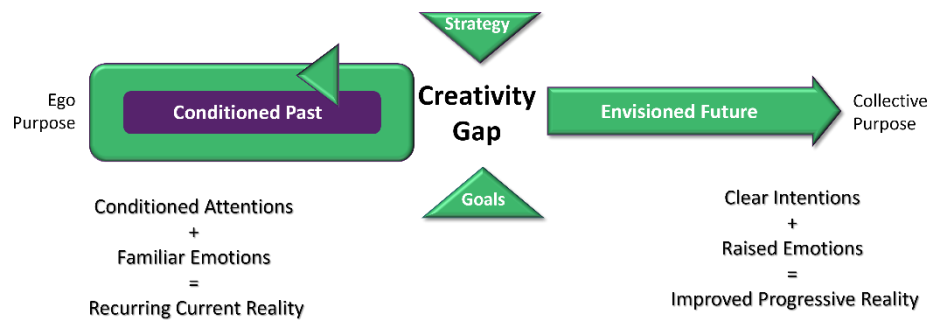 Strategy
Ego
Purpose
Conditioned Past
Creativity
Gap
Envisioned Future
Collective
Purpose
Goals
Conditioned Attentions
+
Familiar Emotions
=
Recurring Current Reality
Clear Intentions
+
Raised Emotions
=
Improved Progressive Reality